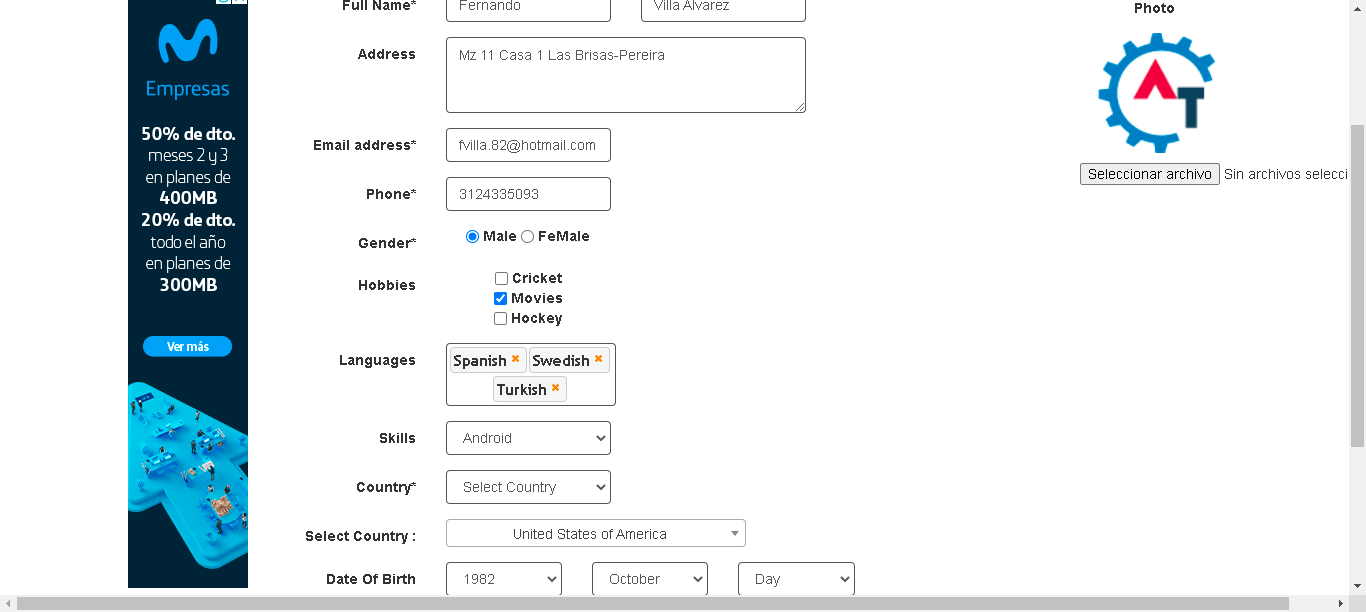 Full Name*
Fernando
Villa Alvarez
Photo
Address
Mz 11 Casa 1 Las Brisas-Pereira
Email address*
fvilla.82@hotmail.com
Phone*
3124335093
Seleccionar archivo Sin archivos selecci
Gender*
Male FeMale
Hobbies
Cricket
Movies
Hockey
Languages
Spanish Swedish
Turkish
Skills
Android
Country*
Select Country
Select Country :
United States of America
Date Of Birth
1982 October Day
Empresas
50% de dto.
meses 2 y 3
en planes de
400MB
20% de dto.
todo el año
en planes de
300MB
Ver más
AT